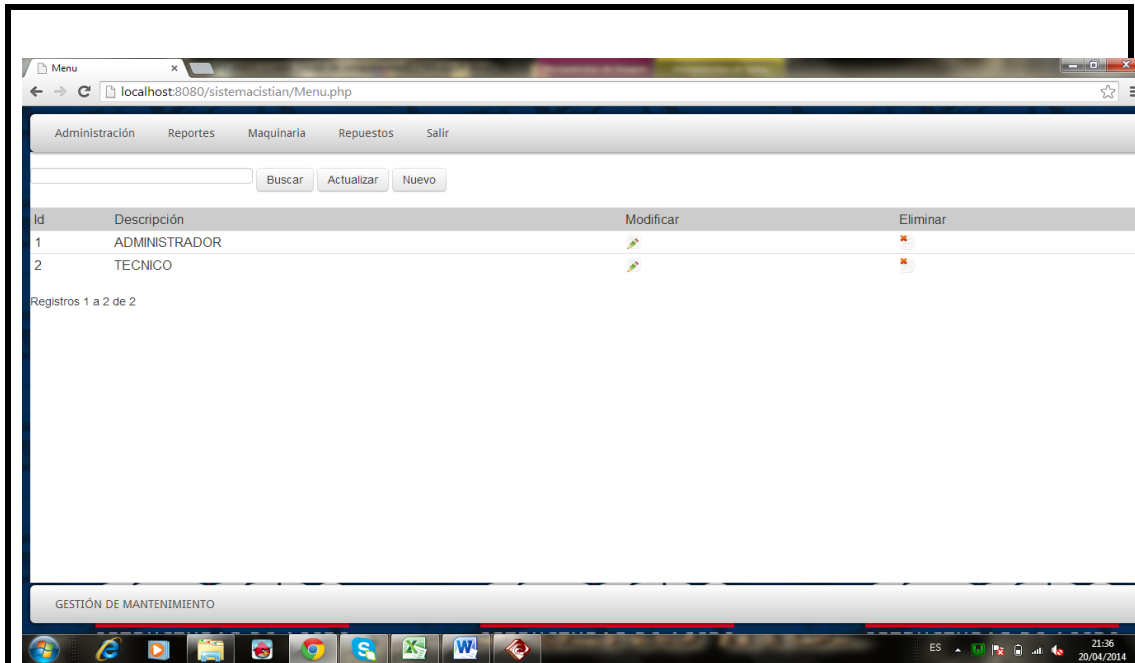 Menu
localhost:8080/sistemacistian/Menu.php
Administración Reportes Maquinaria Repuestos Salir
Buscar Actualizar Nuevo
Id Descripción Modificar Eliminar
1 ADMINISTRADOR
2 TECNICO
Registros 1 a 2 de 2
GESTIÓN DE MANTENIMIENTO
ES 21:36
20/04/2014